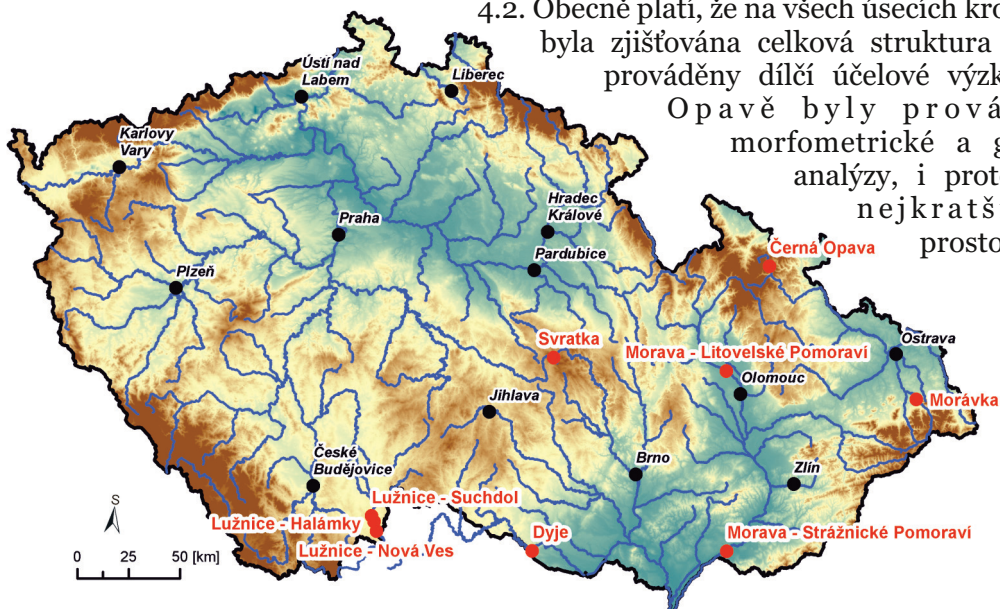 4.2. Obecně platí, že na všech úsecích kro
byla zjišťována celková struktura
prováděny dílčí účelové výzk
Opavě byly prová
morfometrické a g
analýzy, i prot
nejkratš
prosto
Ústí nad
Labem
Liberec
Karlovy
Vary
Hradec
Králové
Praha
Pardubice
Černá Opava
Plzeň
Svratka
Morava - Litovelské Pomoraví
Ostrava
Olomouc
Jihlava
Morávka
České
Budějovice
Brno
Zlín
Lužnice - Suchdol
Lužnice - Halámky
Lužnice - Nová Ves
Dyje
Morava - Strážnické Pomoraví
S
0 25 50 [km]